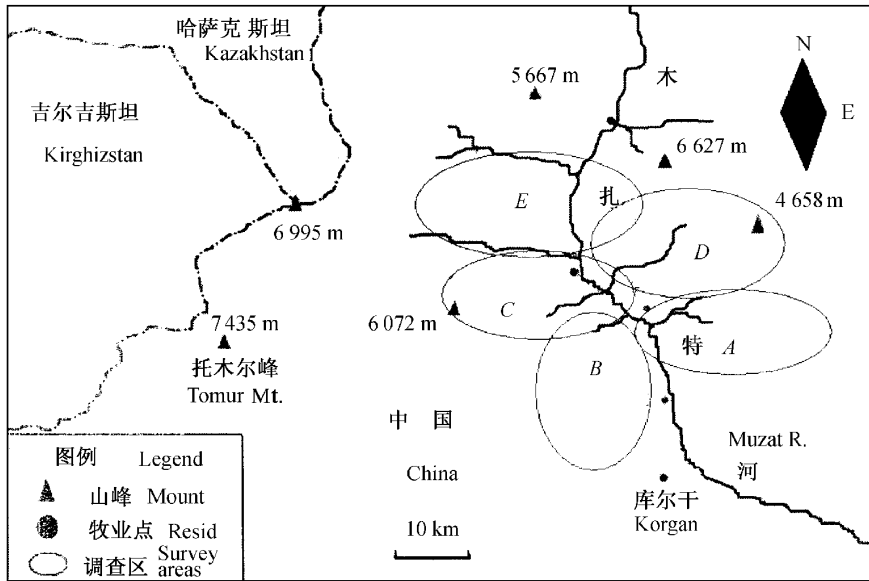 哈萨克 斯坦
Kazakhstan
吉尔吉斯坦
Kirghizstan
5 667 m
木
N
E
6 627 m
扎
4 658 m
E
D
6 995 m
C
6 072 m
7 435 m
托木尔峰
Tomur Mt.
特
A
B
中 国
China
Muzat R.
河
库尔干
Korgan
10 km
图例 Legend
山峰 Mount
牧业点 Resid
调查区 Survey areas